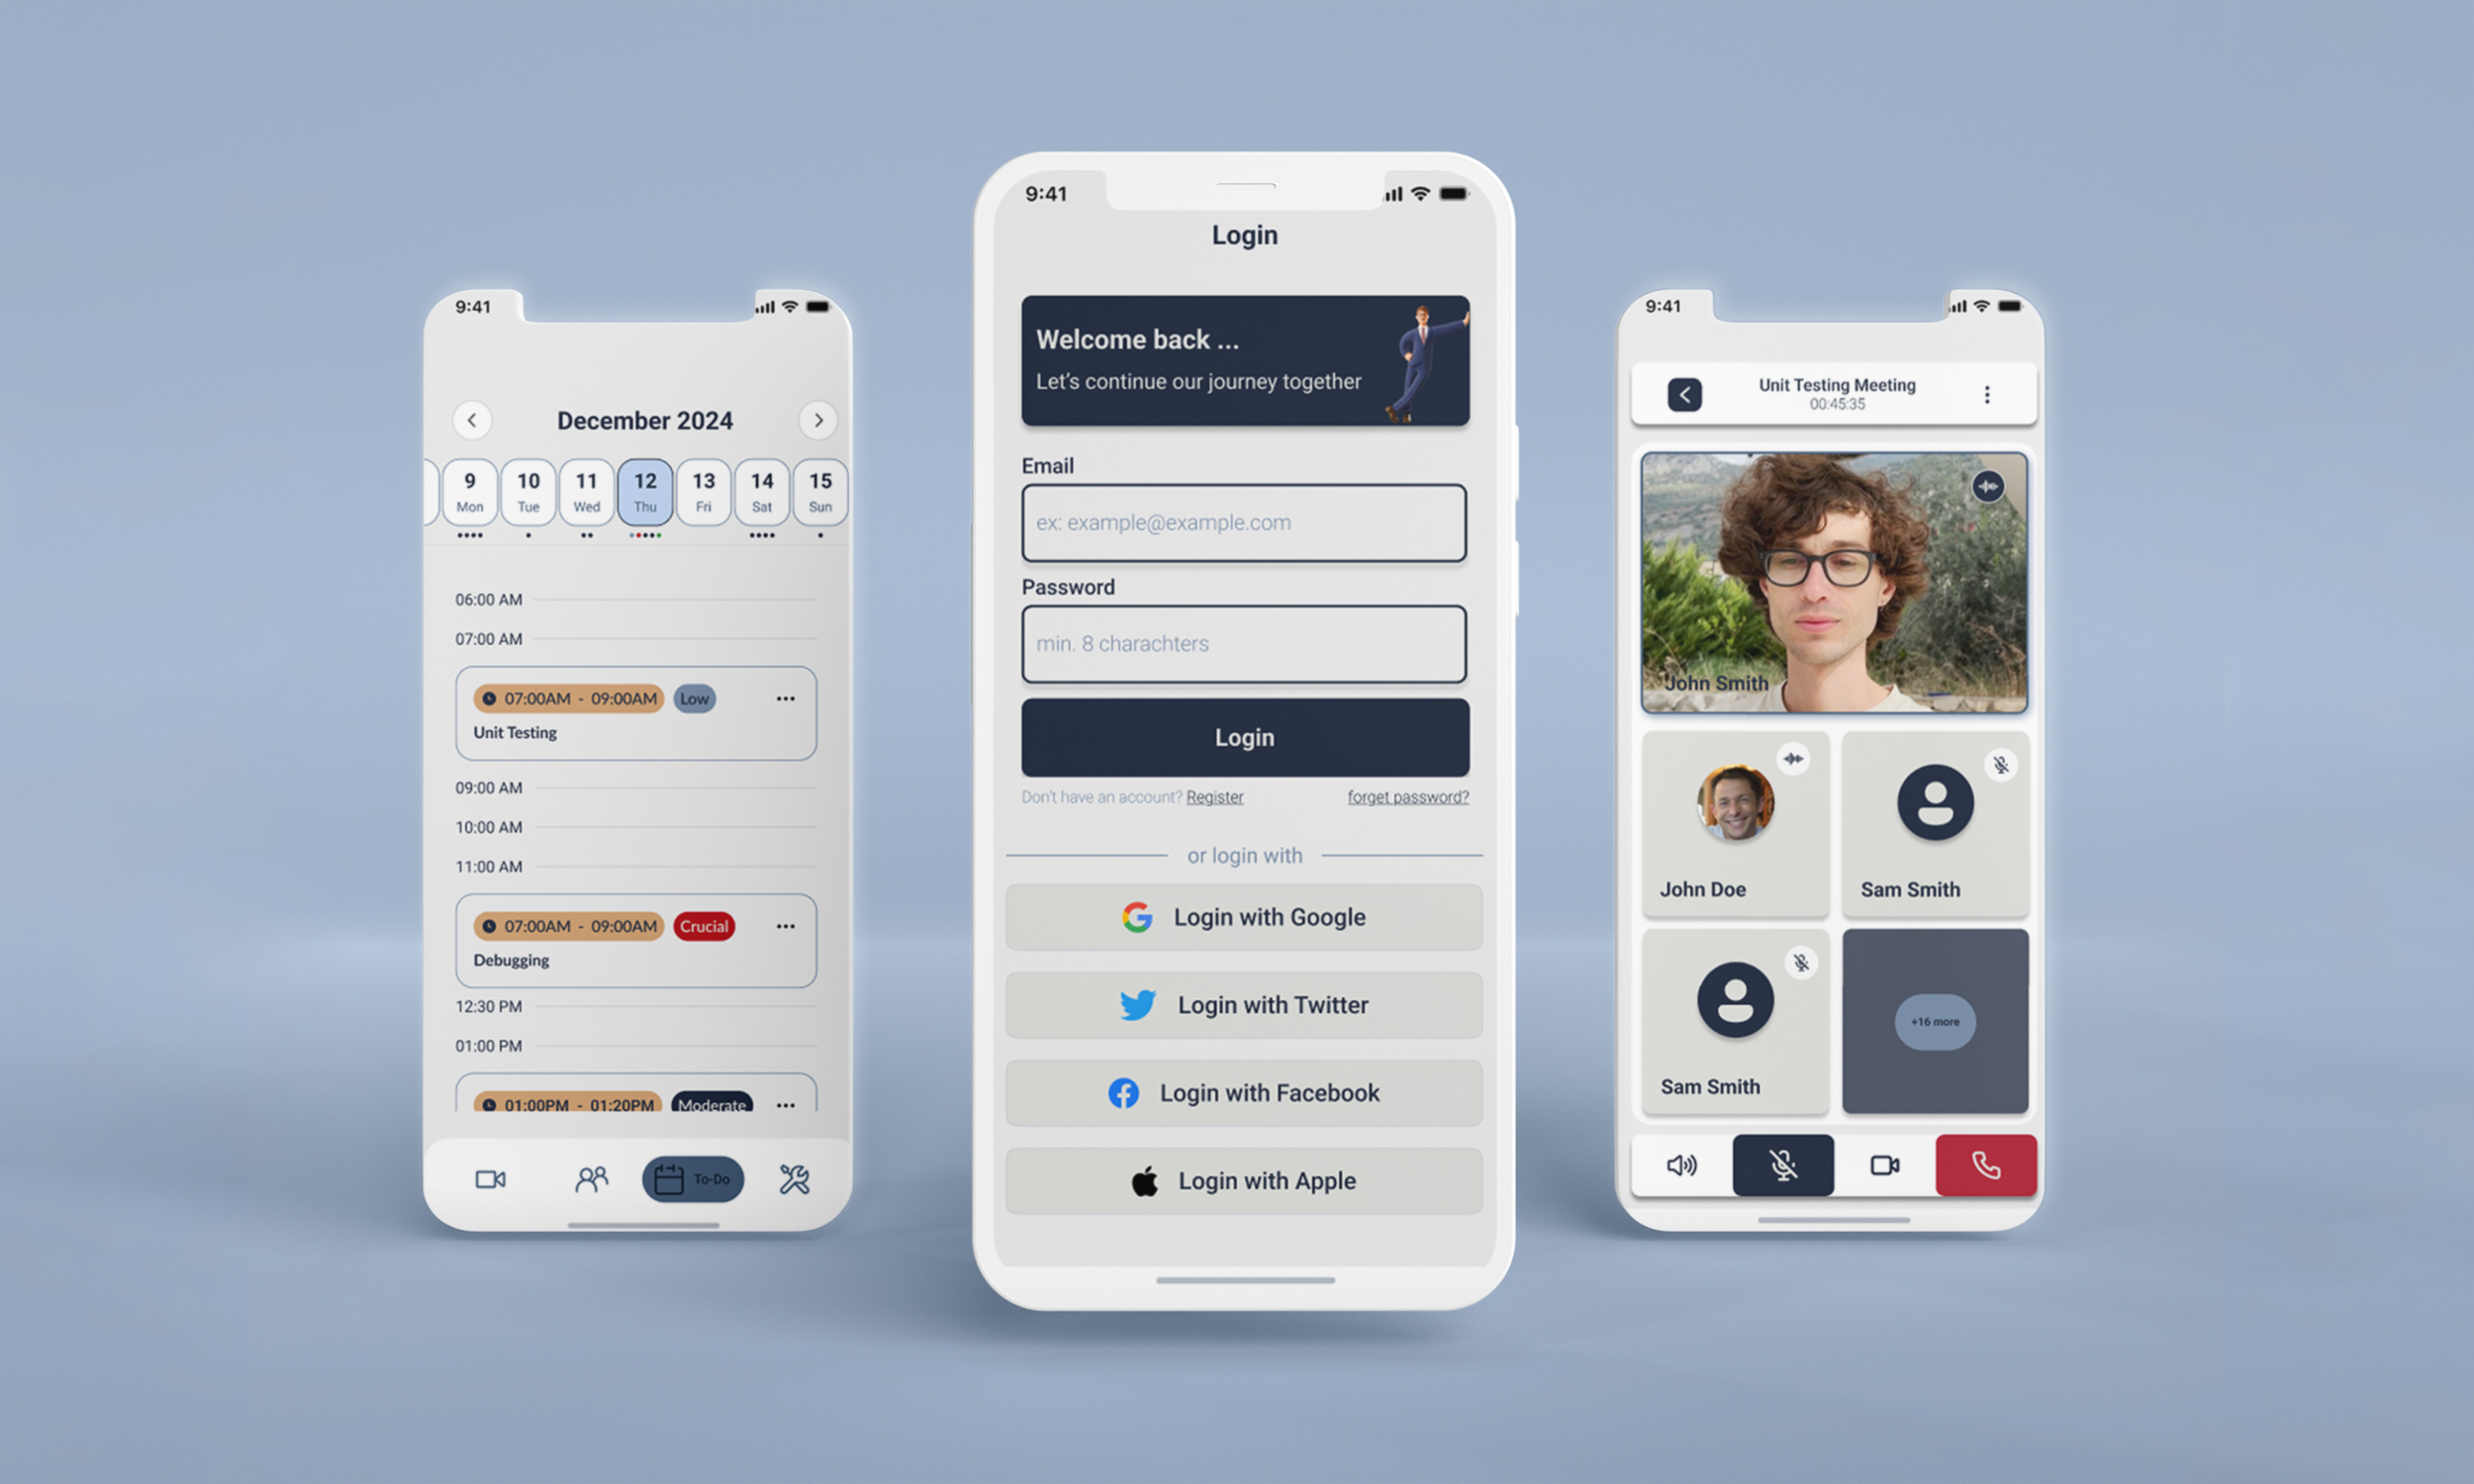 9:41
December 2024
9 10 11 12 13 14 15
Mon Tue Wed Thu Fri Sat Sun
06:00 AM
07:00 AM
07:00AM - 09:00AM Low
Unit Testing
09:00 AM
10:00 AM
11:00 AM
07:00AM - 09:00AM Crucial
Debugging
12:30 PM
01:00 PM
01:00PM - 01:20PM Moderate
To-Do
9:41
Login
Welcome back ...
Let's continue our journey together
Email
ex: example@example.com
Password
min. 8 charachters
Login
Don't have an account? Register forget password?
or login with
Login with Google
Login with Twitter
Login with Facebook
Login with Apple
9:41
Unit Testing Meeting
00:45:35
John Smith
John Doe Sam Smith
Sam Smith
+16 more